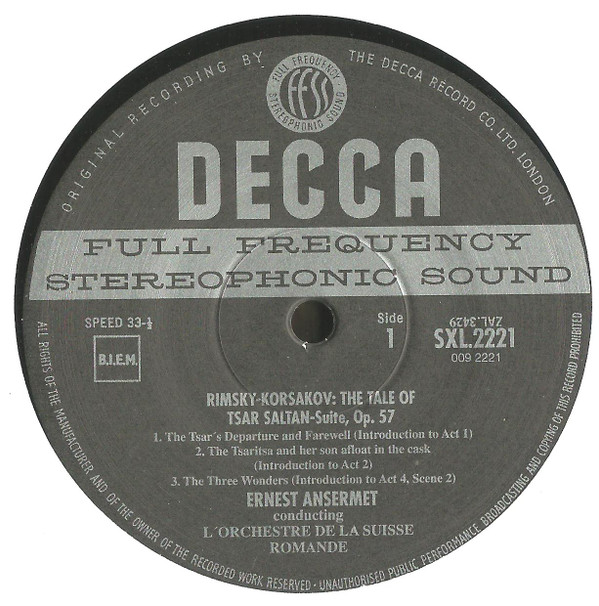 ORIGINAL RECORDING BY THE DECCA RECORD CO. LTD. LONDON
FULL FREQUENCY
ffss
STEREOPHONIC SOUND
DECCA
FULL FREQUENCY
STEREOPHONIC SOUND
SPEED 33-⅓
B.I.E.M.
Side
1
ZAL.3429
SXL.2221
009 2221
RIMSKY-KORSAKOV: THE TALE OF
TSAR SALTAN-Suite, Op. 57
1. The Tsar´s Departure and Farewell (Introduction to Act 1)
2. The Tsaritsa and her son afloat in the cask
(Introduction to Act 2)
3. The Three Wonders (Introduction to Act 4, Scene 2)
ERNEST ANSERMET
conducting
L´ORCHESTRE DE LA SUISSE
ROMANDE
ALL RIGHTS OF THE MANUFACTURER AND OF THE OWNER OF THE RECORDED WORK RESERVED · UNAUTHORISED PUBLIC PERFORMANCE BROADCASTING AND COPYING OF THIS RECORD PROHIBITED